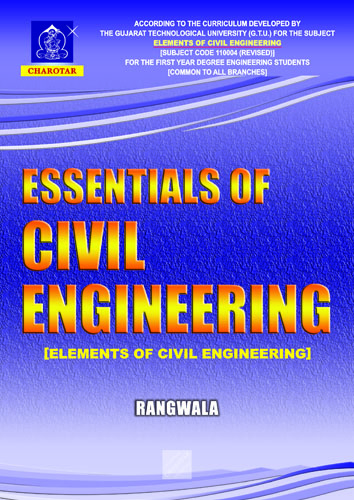 ACCORDING TO THE CURRICULUM DEVELOPED BY
THE GUJARAT TECHNOLOGICAL UNIVERSITY (G.T.U.) FOR THE SUBJECT
ELEMENTS OF CIVIL ENGINEERING
[SUBJECT CODE 110004 (REVISED)]
FOR THE FIRST YEAR DEGREE ENGINEERING STUDENTS
[COMMON TO ALL BRANCHES]
CHAROTAR
ESSENTIALS OF
CIVIL
ENGINEERING
[ELEMENTS OF CIVIL ENGINEERING]
RANGWALA